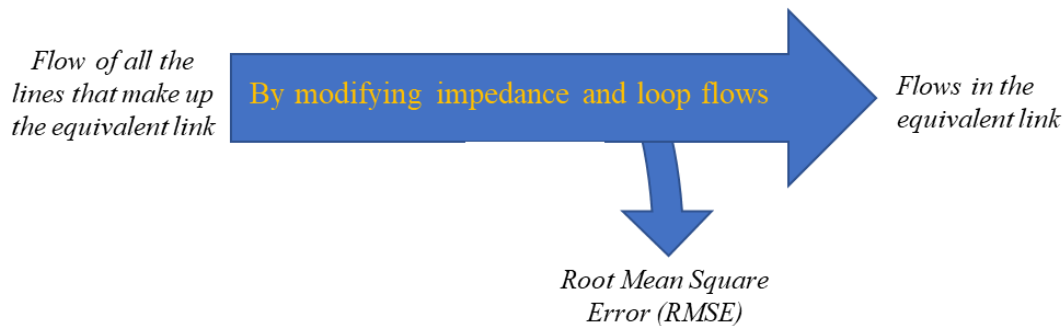 Flow of all the
lines that make up
the equivalent link
By modifying impedance and loop flows
Flows in the
equivalent link
Root Mean Square
Error (RMSE)